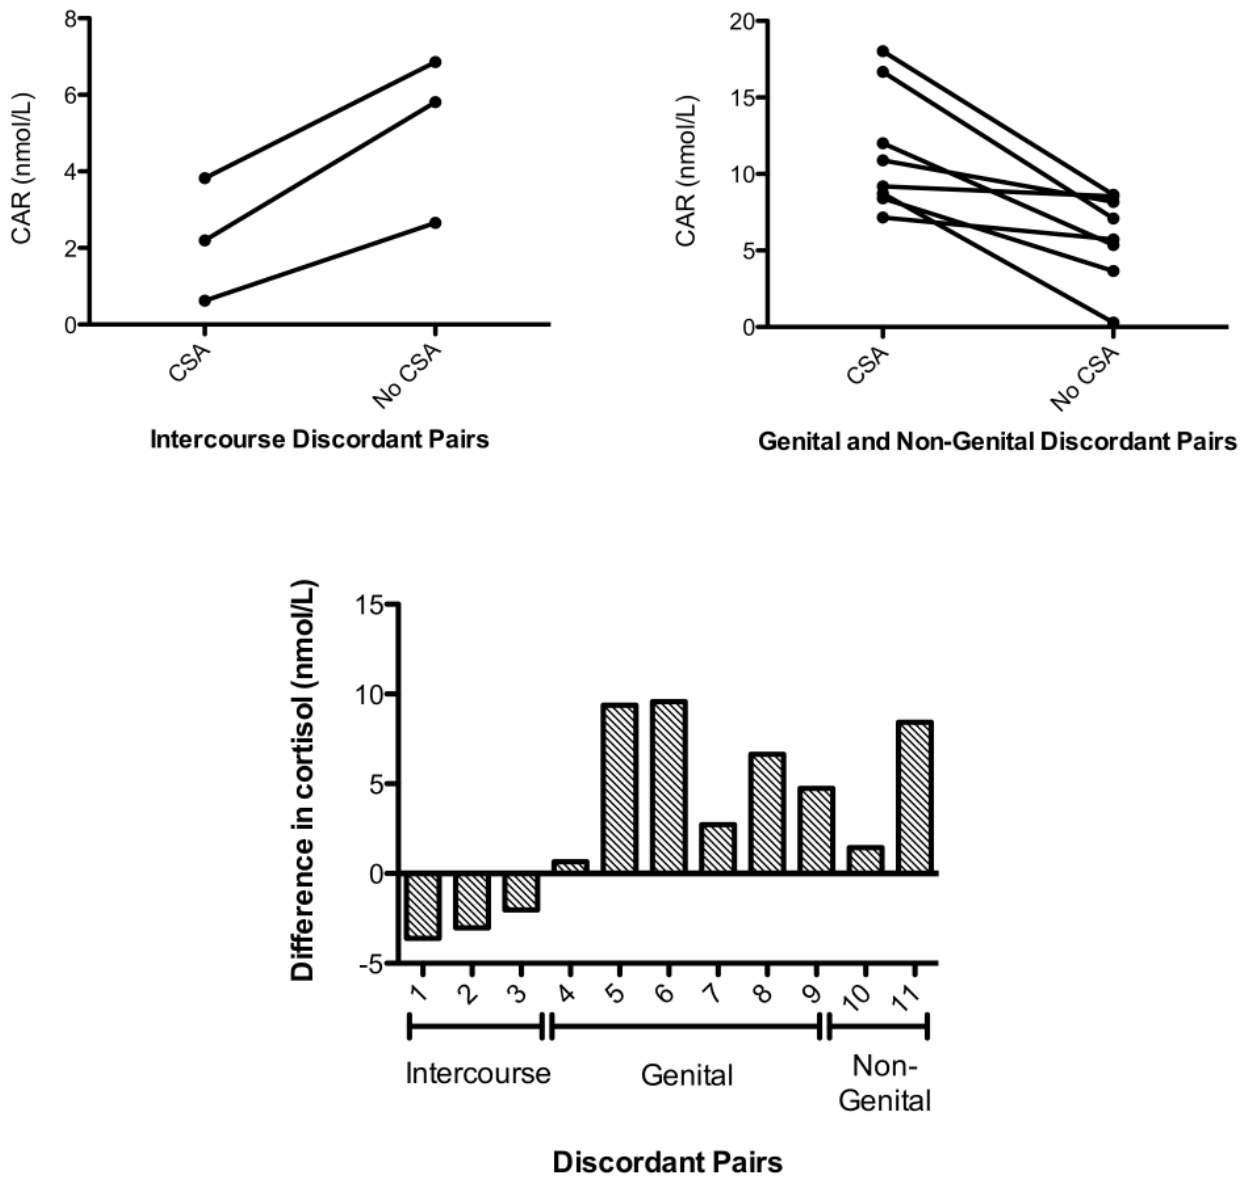 8
6
4
2
0
CAR (nmol/L)
CSA
No CSA
Intercourse Discordant Pairs
20
15
10
5
0
CAR (nmol/L)
CSA
No CSA
Genital and Non-Genital Discordant Pairs
15
10
5
0
-5
Difference in cortisol (nmol/L)
1 2 3 4 5 6 7 8 9 10 11
Intercourse
Genital
Non-
Genital
Discordant Pairs